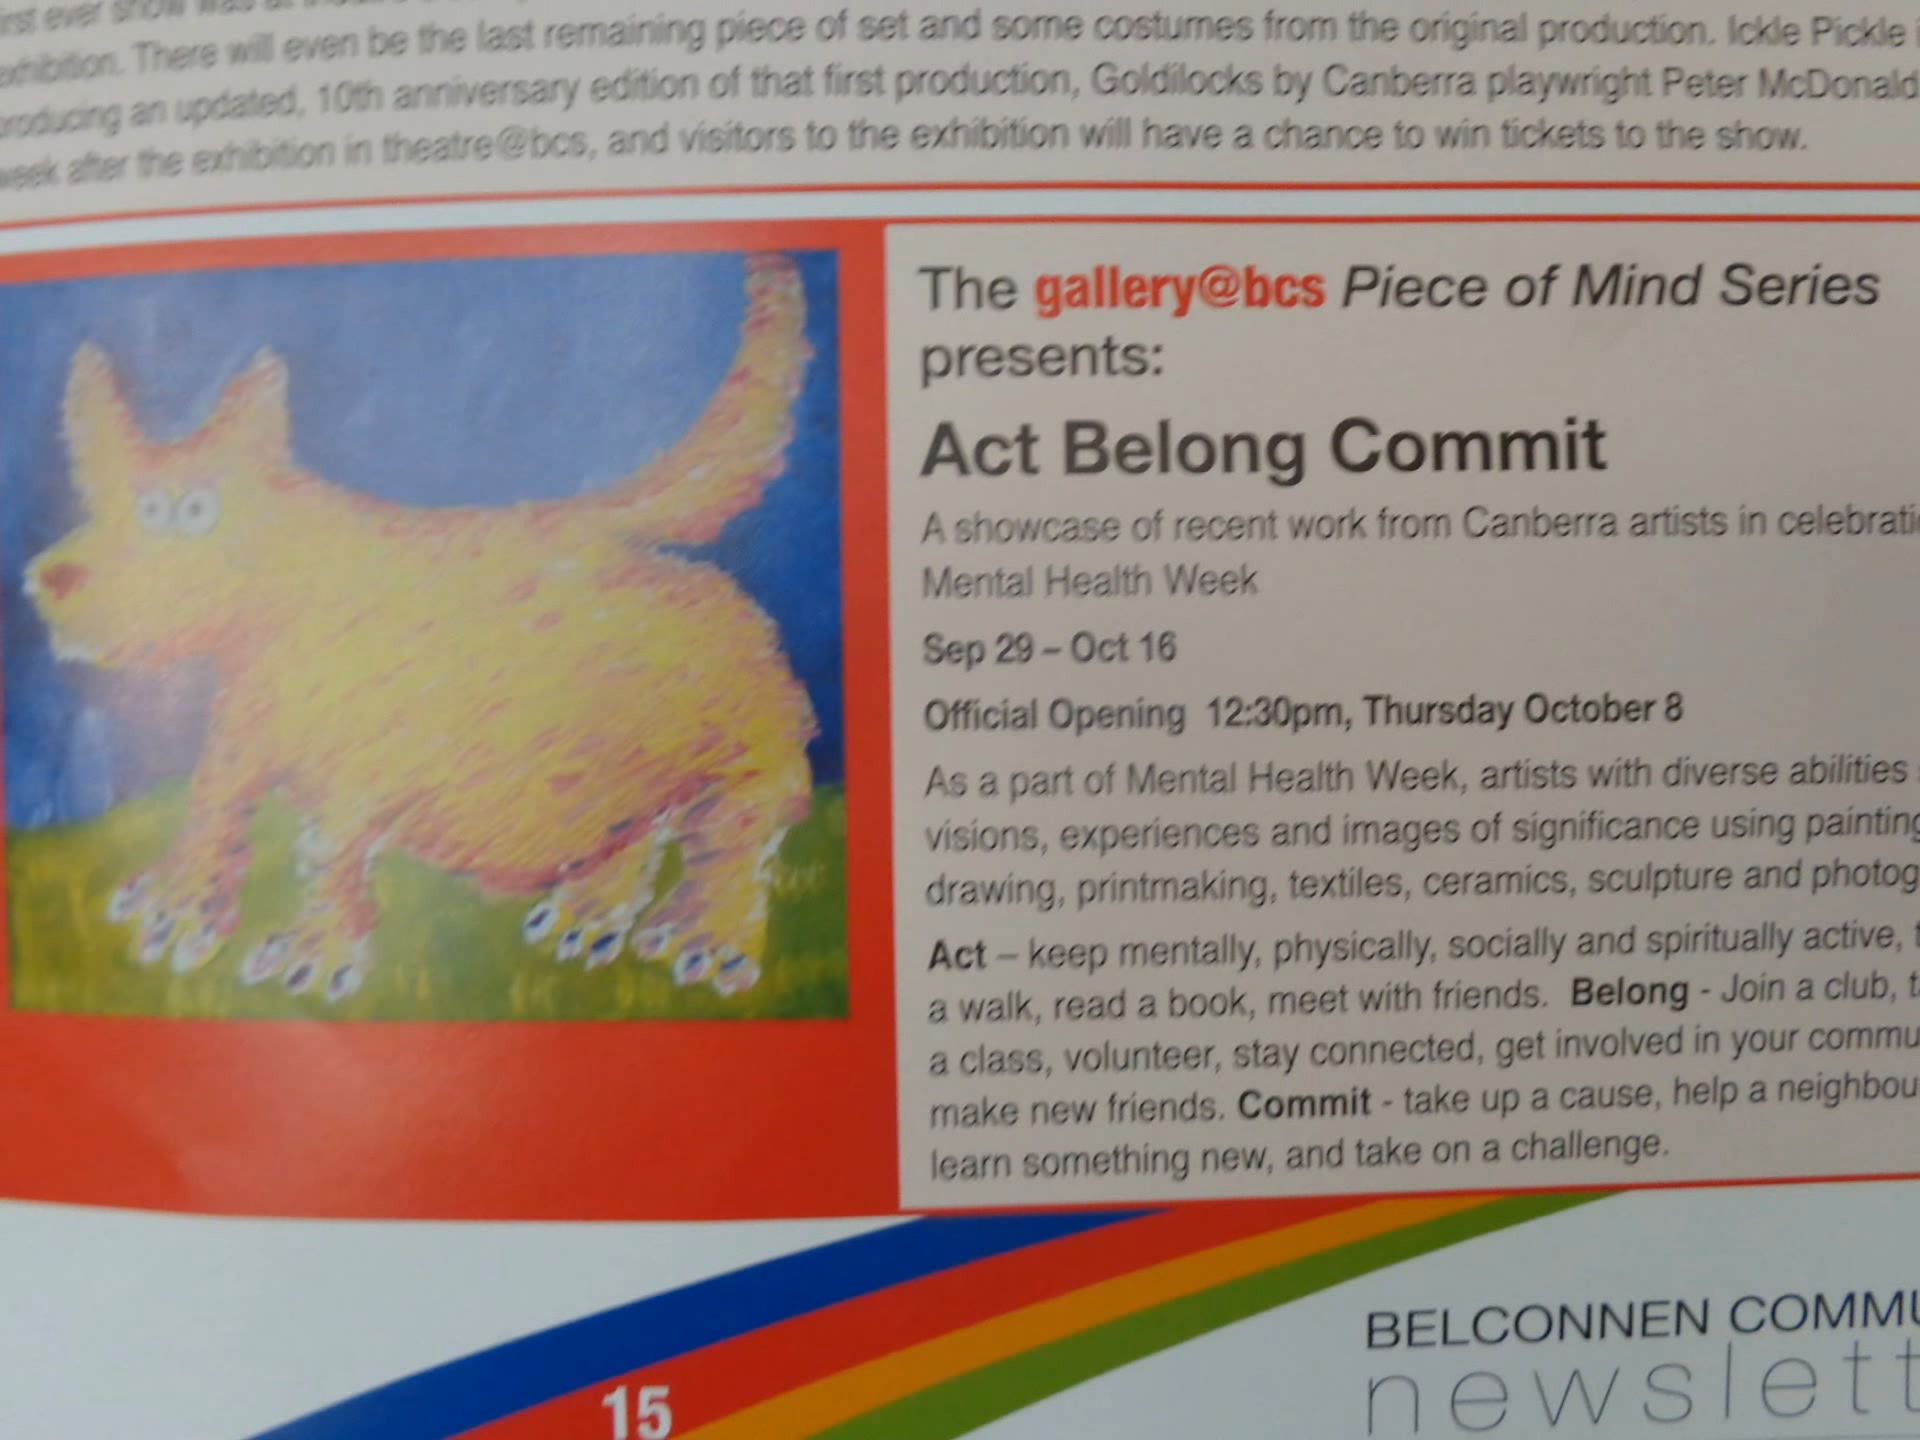 first ever show was at
exhibition. There will even be the last remaining piece of set and some costumes from the original production. Ickle Pickle
producing an updated, 10th anniversary edition of that first production, Goldilocks by Canberra playwright Peter McDonald
week after the exhibition in theatre@bcs, and visitors to the exhibition will have a chance to win tickets to the show.
The gallery@bcs Piece of Mind Series
presents:
Act Belong Commit
A showcase of recent work from Canberra artists in celebrati
Mental Health Week
Sep 29 – Oct 16
Official Opening 12:30pm, Thursday October 8
As a part of Mental Health Week, artists with diverse abilities
visions, experiences and images of significance using painting
drawing, printmaking, textiles, ceramics, sculpture and photog
Act – keep mentally, physically, socially and spiritually active, t
a walk, read a book, meet with friends. Belong - Join a club, t
a class, volunteer, stay connected, get involved in your commu
make new friends. Commit - take up a cause, help a neighbou
learn something new, and take on a challenge.
BELCONNEN COMMU
newslett
15